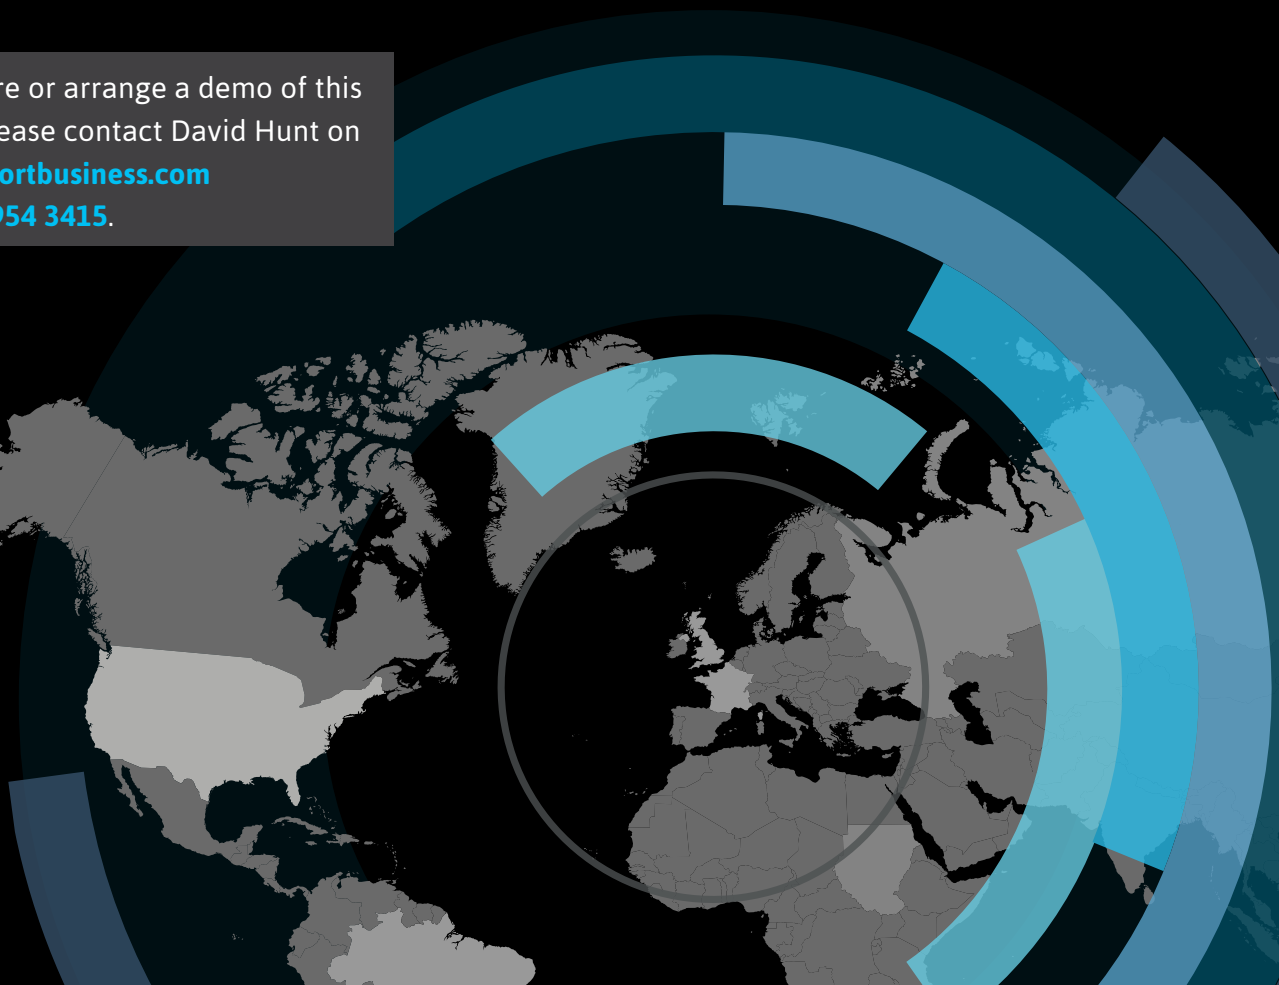 re or arrange a demo of this
ease contact David Hunt on
ortbusiness.com
954 3415.